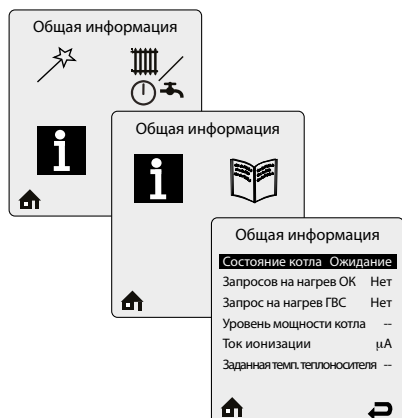 Общая информация
Общая информация
Общая информация
Состояние котла Ожидание
Запросов на нагрев ОК Нет
Запрос на нагрев ГВС Нет
Уровень мощности котла --
Ток ионизации µA
Заданная темп. теплоносителя --